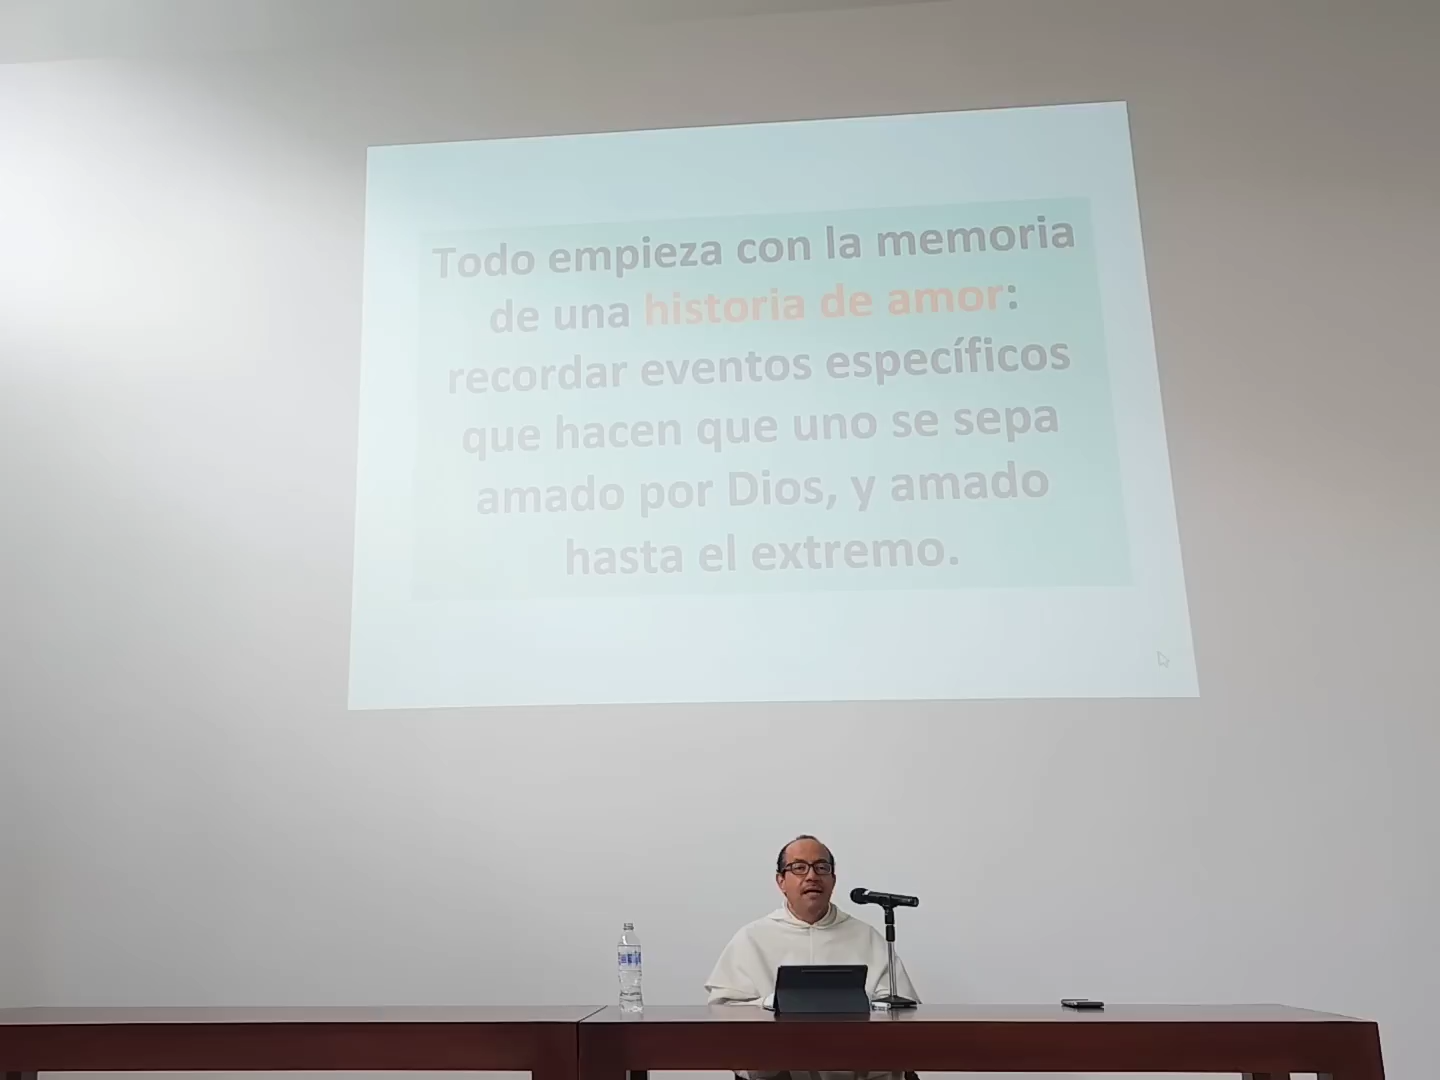 Todo empieza con la memoria
de una historia de amor:
recordar eventos específicos
que hacen que uno se sepa
amado por Dios, y amado
hasta el extremo.